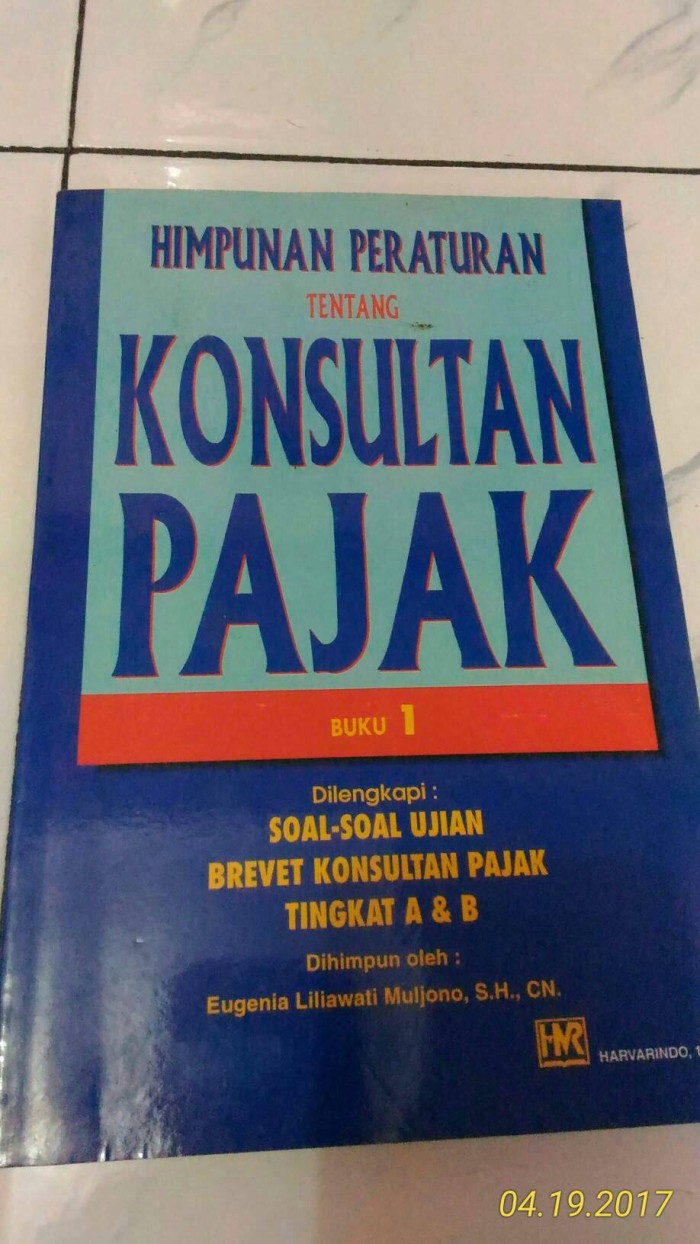 HIMPUNAN PERATURAN
TENTANG
KONSULTAN
PAJAK
BUKU 1
Dilengkapi :
SOAL-SOAL UJIAN
BREVET KONSULTAN PAJAK
TINGKAT A & B
Dihimpun oleh :
Eugenia Liliawati Muljono, S.H., CN.
HVR
HARVARINDO, 1
04.19.2017